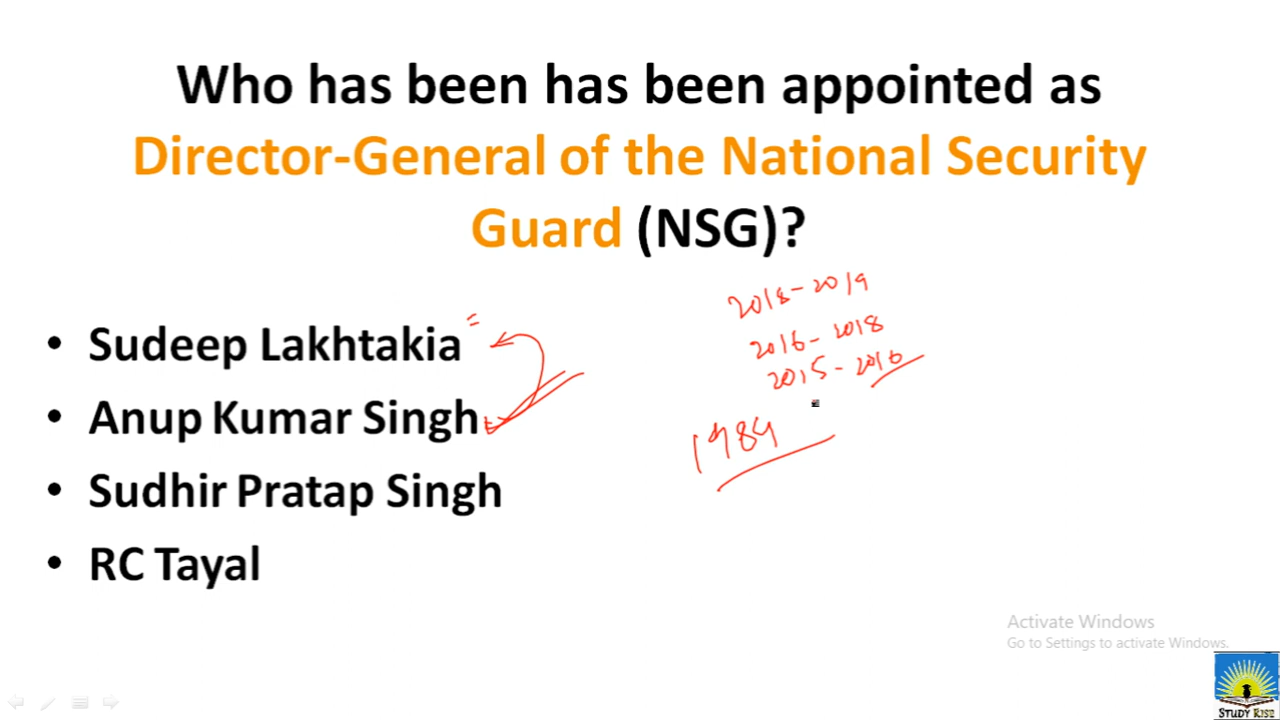 Who has been has been appointed as
Director-General of the National Security
Guard (NSG)?
• Sudeep Lakhtakia =
• Anup Kumar Singh
• Sudhir Pratap Singh
• RC Tayal
2018-2019
2016-2018
2015-2016
1984
Activate Windows
Go to Settings to activate Windows.
STUDY RISE